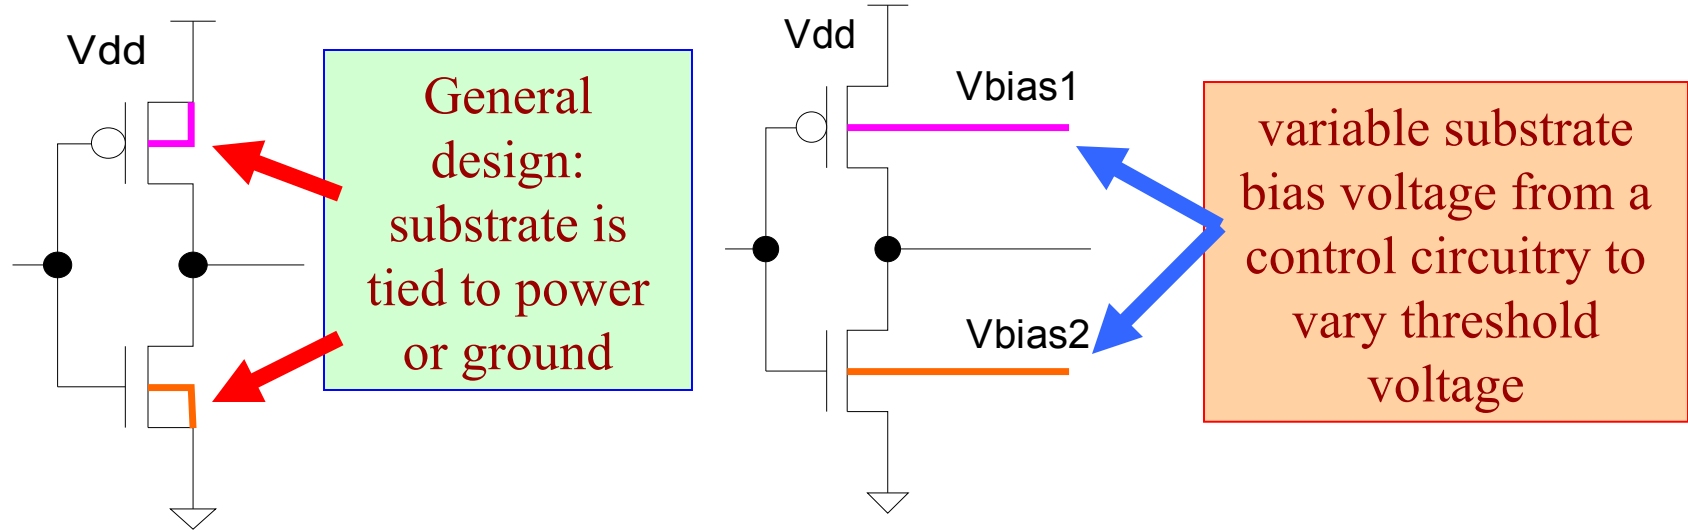 Vdd
General
design:
substrate is
tied to power
or ground
Vdd
Vbias1
Vbias2
variable substrate
bias voltage from a
control circuitry to
vary threshold
voltage